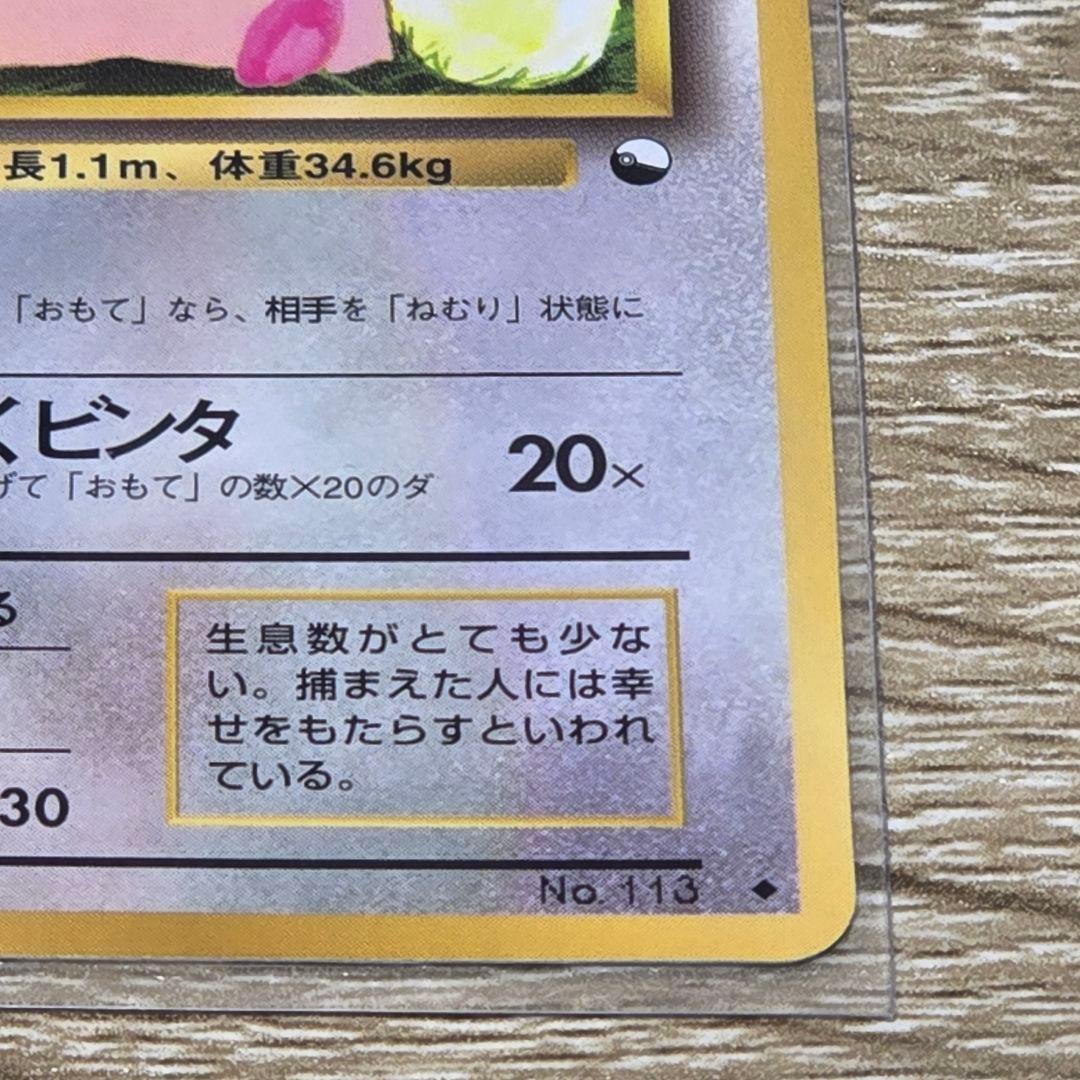 長1.1m、体重34.6kg
「おもて」なら、相手を「ねむり」状態に
くビンタ
げて「おもて」の数×20のダ
20×
る
生息数がとても少な
い。捕まえた人には幸
せをもたらすといわれ
ている。
30
No. 113